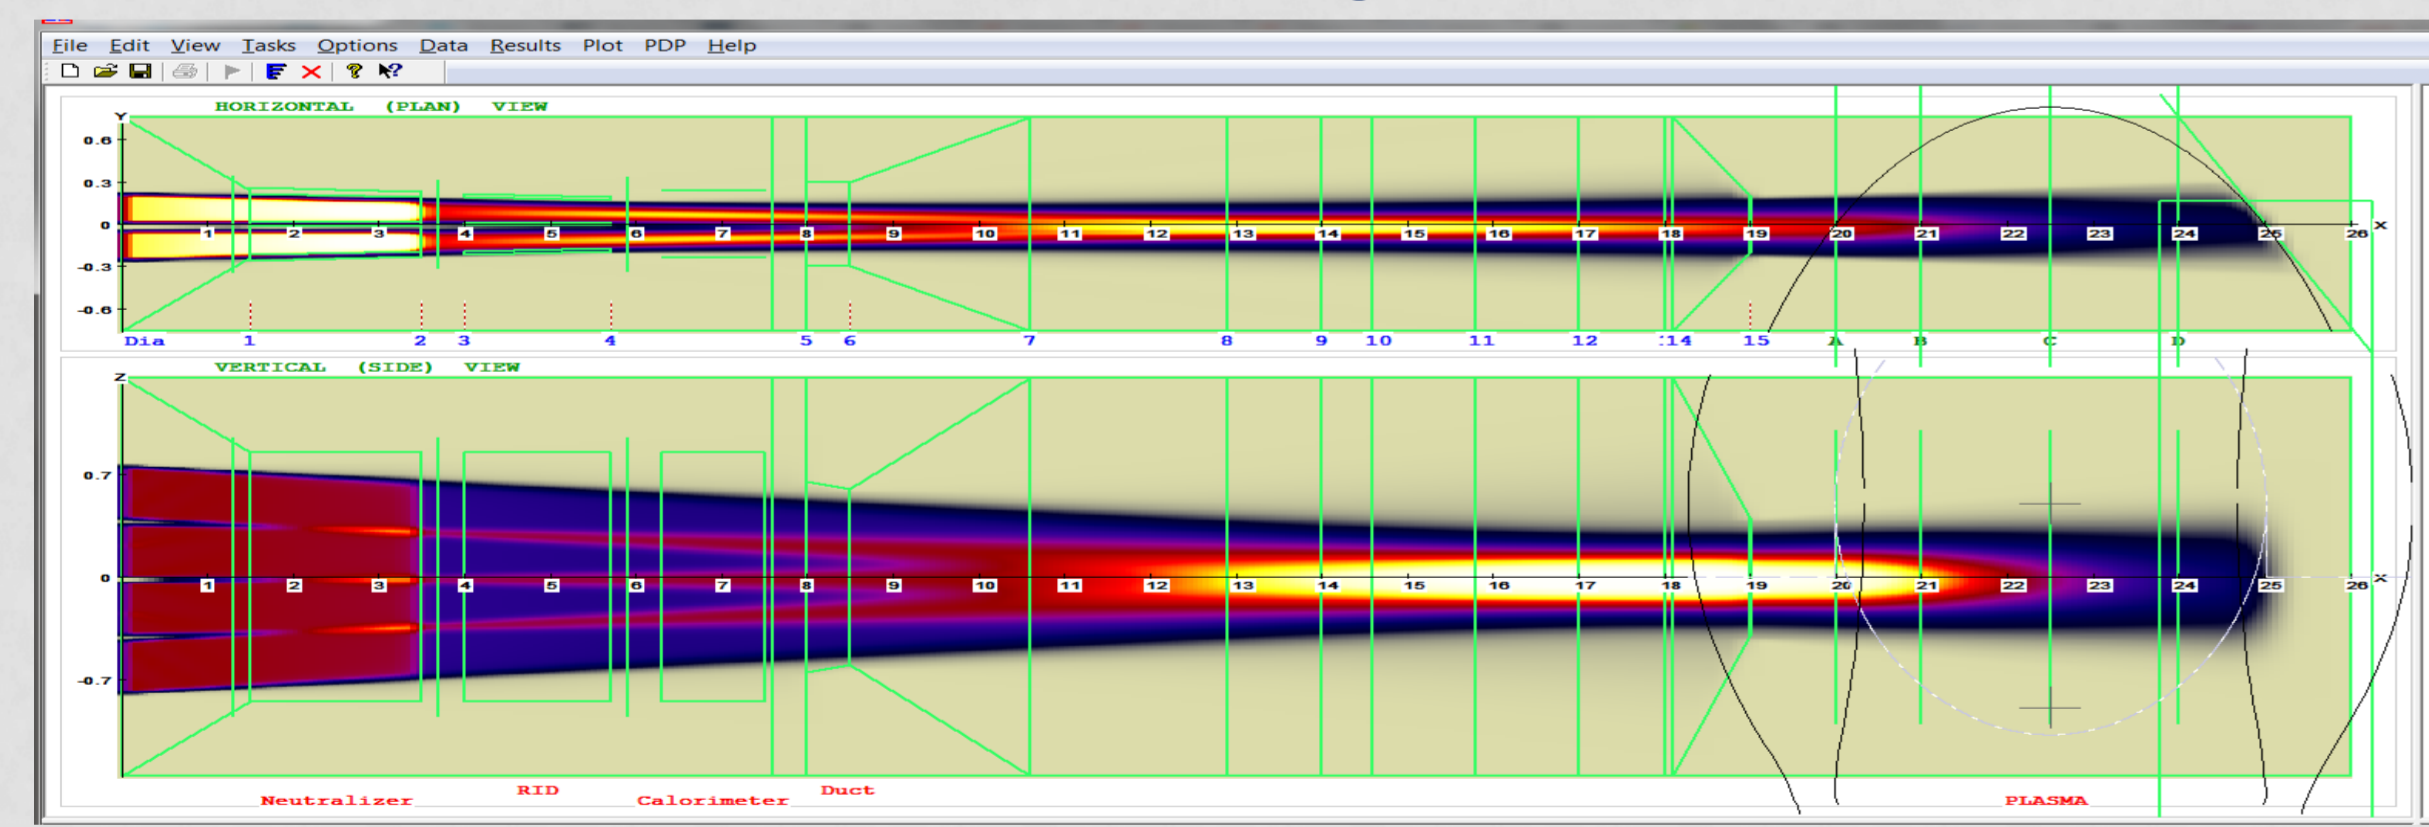 File Edit View Tasks Options Data Results Plot PDP Help
HORIZONTAL (PLAN) VIEW
Y
0.6
0.3
0
-0.3
-0.6
1 2 3 4 5 6 7 8 9 10 11 12 13 14 15 16 17 18 19 20 21 22 23 24 25 26 X
Dia 1 2 3 4 5 6 7 8 9 10 11 12 :14 15 A B C D
VERTICAL (SIDE) VIEW
Z
0.7
0
-0.7
1 2 3 4 5 6 7 8 9 10 11 12 13 14 15 16 17 18 19 20 21 22 23 24 25 26 X
Neutralizer RID Calorimeter Duct PLASMA